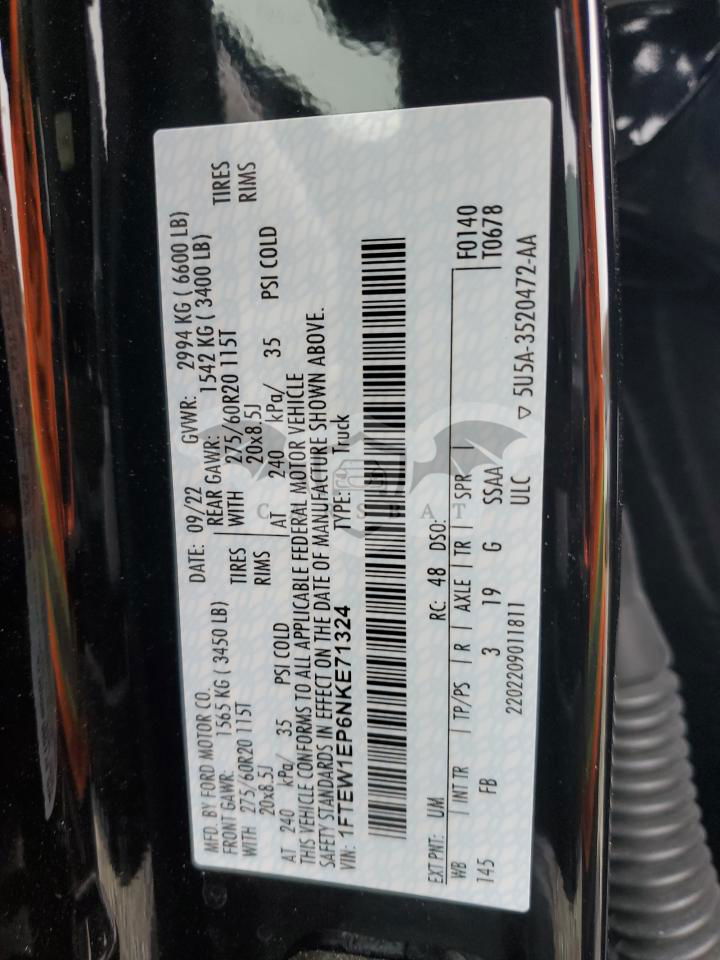 MFD. BY FORD MOTOR CO.
DATE: 09/22 GVWR: 2994 KG ( 6600 LB)
FRONT GAWR: 1565 KG ( 3450 LB) REAR GAWR: 1542 KG ( 3400 LB)
WITH 275/60R20 115T TIRES WITH 275/60R20 115T TIRES
20x8.5J RIMS 20x8.5J RIMS
AT 240 kPa/ 35 PSI COLD AT 240 kPa/ 35 PSI COLD
THIS VEHICLE CONFORMS TO ALL APPLICABLE FEDERAL MOTOR VEHICLE
SAFETY STANDARDS IN EFFECT ON THE DATE OF MANUFACTURE SHOWN ABOVE.
VIN: 1FTEW1EP6NKE71324 TYPE: Truck
EXT PNT: UM RC: 48 DSO: F0140
WB INT TR TP/PS R AXLE TR SPR T0678
145 FB 3 19 G SSAA
ULC
2202209011811 ▽ 5U5A-3520472-AA